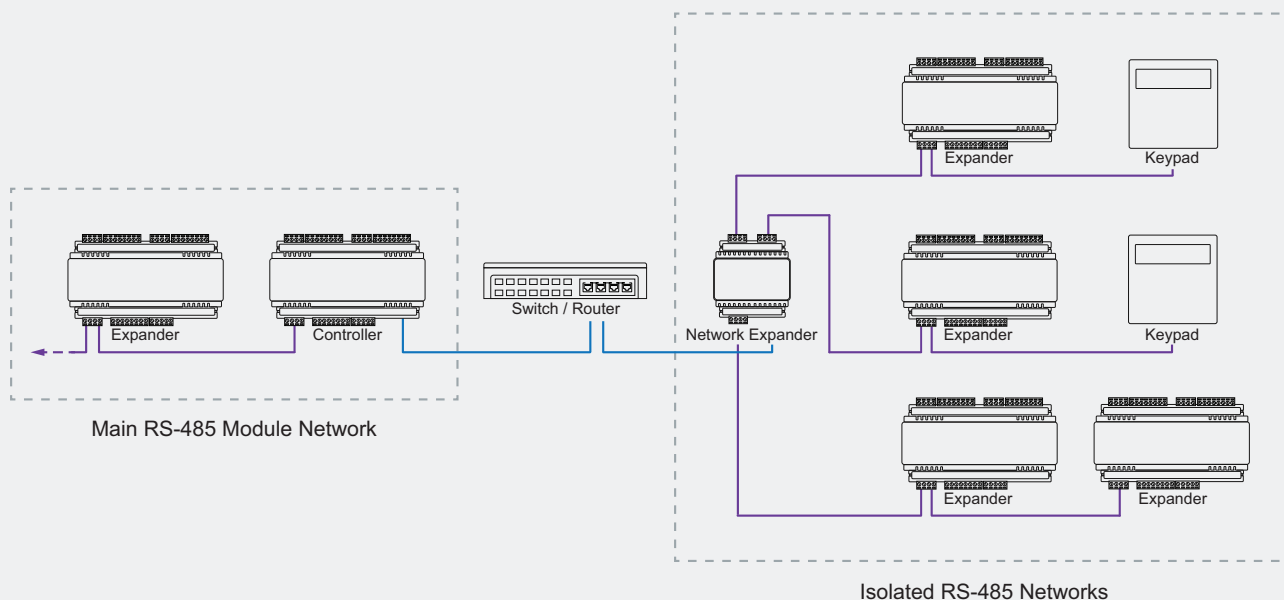 Expander
Keypad
Expander
Controller
Switch / Router
Network Expander
Expander
Keypad
Main RS-485 Module Network
Expander
Expander
Isolated RS-485 Networks